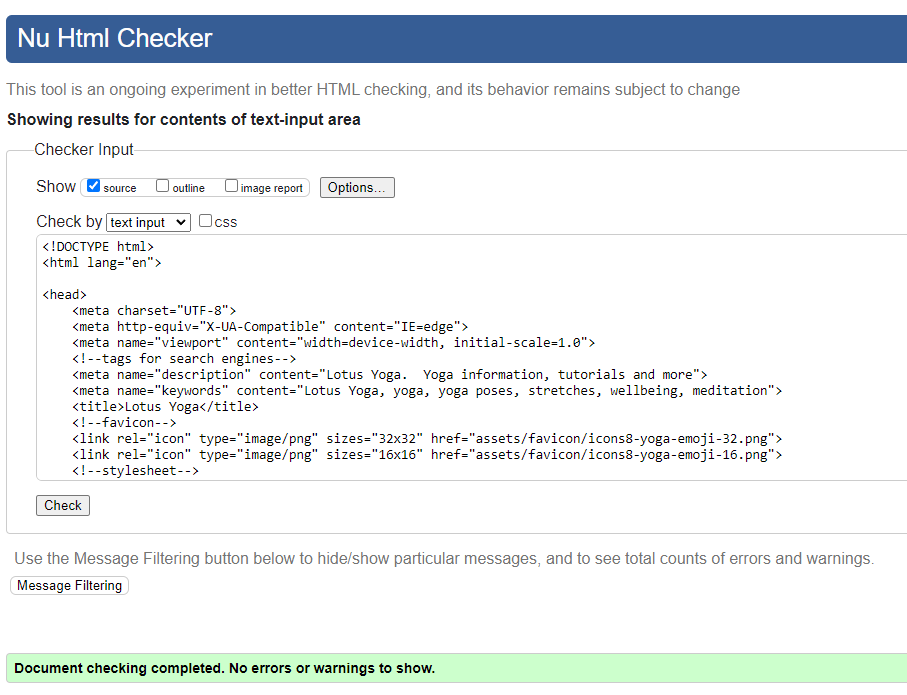 Nu Html Checker
This tool is an ongoing experiment in better HTML checking, and its behavior remains subject to change
Showing results for contents of text-input area
Checker Input
Show source outline image report Options...
Check by text input css
<!DOCTYPE html>
<html lang="en">
<head>
<meta charset="UTF-8">
<meta http-equiv="X-UA-Compatible" content="IE=edge">
<meta name="viewport" content="width=device-width, initial-scale=1.0">
<!--tags for search engines-->
<meta name="description" content="Lotus Yoga.  Yoga information, tutorials and more">
<meta name="keywords" content="Lotus Yoga, yoga, yoga poses, stretches, wellbeing, meditation">
<title>Lotus Yoga</title>
<!--favicon-->
<link rel="icon" type="image/png" sizes="32x32" href="assets/favicon/icons8-yoga-emoji-32.png">
<link rel="icon" type="image/png" sizes="16x16" href="assets/favicon/icons8-yoga-emoji-16.png">
<!--stylesheet-->
Check
Use the Message Filtering button below to hide/show particular messages, and to see total counts of errors and warnings.
Message Filtering
Document checking completed. No errors or warnings to show.